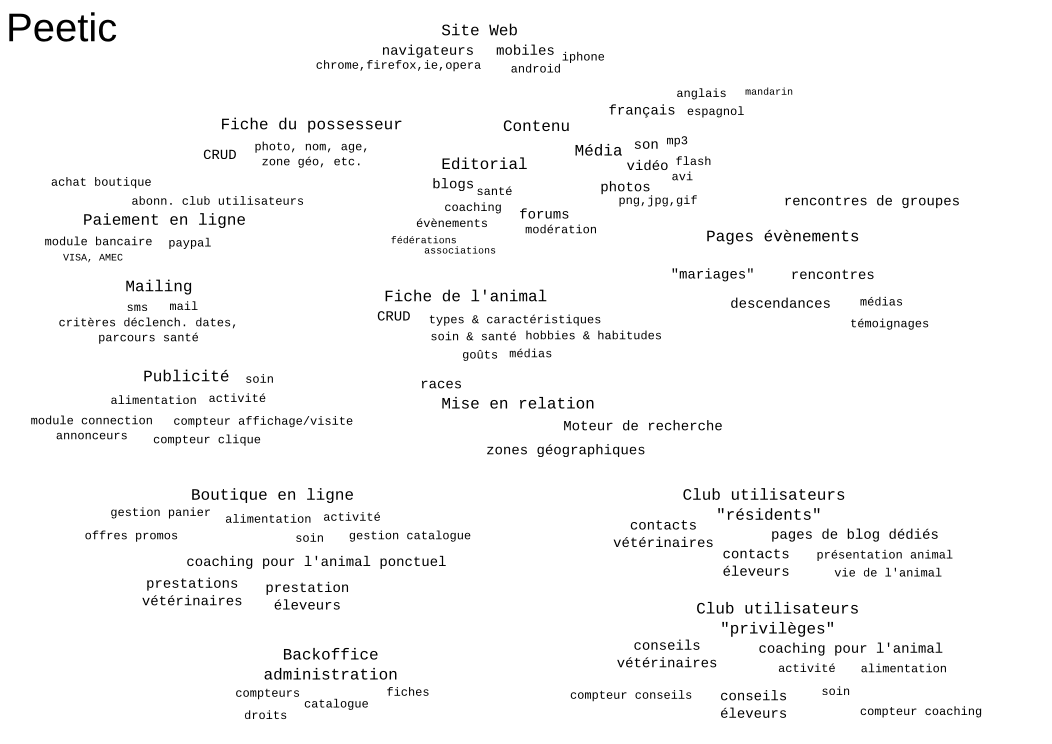 Peetic
Site Web
navigateurs mobiles iphone
chrome,firefox,ie,opera android
anglais mandarin
français espagnol
Fiche du possesseur
CRUD photo, nom, age,
zone géo, etc.
Contenu
Média son mp3
vidéo flash
avi
photos
png,jpg,gif
Editorial
blogs santé
coaching
évènements
fédérations
associations
forums
modération
achat boutique
abonn. club utilisateurs
Paiement en ligne
module bancaire paypal
VISA, AMEC
rencontres de groupes
Pages évènements
"mariages" rencontres
descendances médias
témoignages
Mailing
sms mail
critères déclench. dates,
parcours santé
Fiche de l'animal
CRUD types & caractéristiques
soin & santé hobbies & habitudes
goûts médias
Publicité soin
alimentation activité
module connection compteur affichage/visite
annonceurs compteur clique
races
Mise en relation
Moteur de recherche
zones géographiques
Boutique en ligne
gestion panier alimentation activité
offres promos soin gestion catalogue
coaching pour l'animal ponctuel
prestations prestation
vétérinaires éleveurs
Club utilisateurs
"résidents"
contacts pages de blog dédiés
vétérinaires
contacts présentation animal
éleveurs vie de l'animal
Club utilisateurs
"privilèges"
conseils coaching pour l'animal
vétérinaires activité alimentation
compteur conseils conseils soin
éleveurs compteur coaching
Backoffice
administration
compteurs catalogue fiches
droits